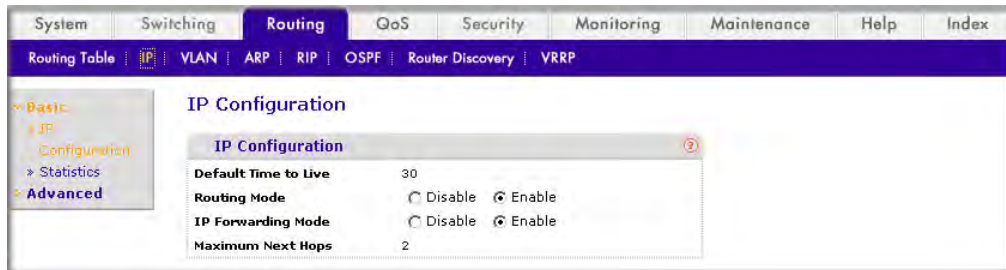 System Switching Routing QoS Security Monitoring Maintenance Help Index
Routing Table IP VLAN ARP RIP OSPF Router Discovery VRRP
Basic
» IP
Configuration
» Statistics
Advanced
IP Configuration
IP Configuration ?
Default Time to Live 30
Routing Mode Disable Enable
IP Forwarding Mode Disable Enable
Maximum Next Hops 2